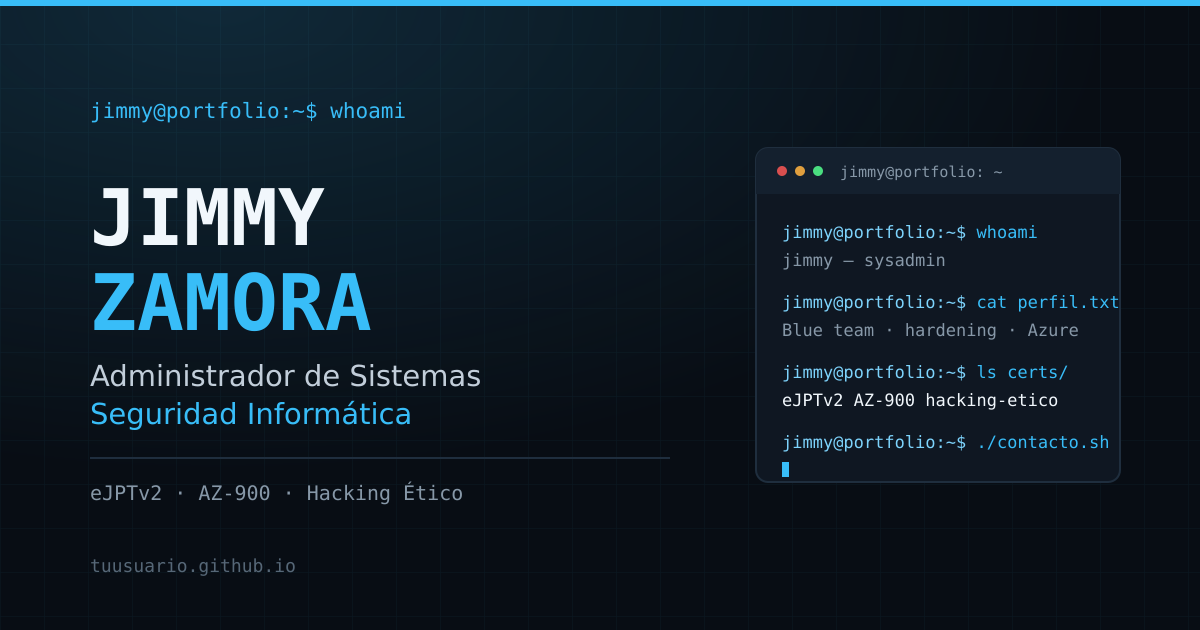 jimmy@portfolio:~$ whoami
JIMMY
ZAMORA
Administrador de Sistemas
Seguridad Informática
eJPTv2 · AZ-900 · Hacking Ético
tuusuario.github.io
jimmy@portfolio: ~
jimmy@portfolio:~$ whoami
jimmy — sysadmin
jimmy@portfolio:~$ cat perfil.txt
Blue team · hardening · Azure
jimmy@portfolio:~$ ls certs/
eJPTv2 AZ-900 hacking-etico
jimmy@portfolio:~$ ./contacto.sh